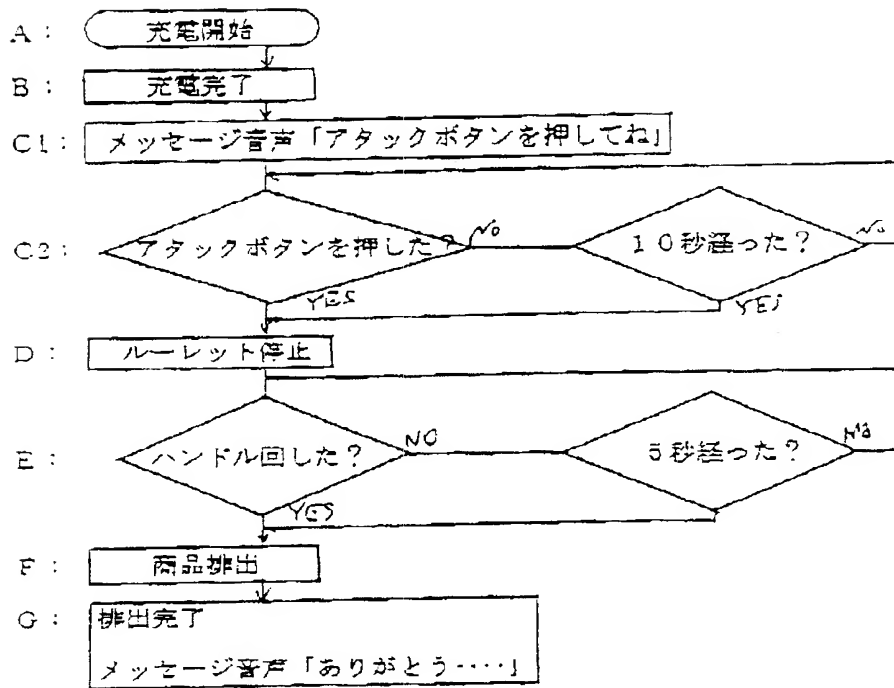 A： 充電開始
B： 充電完了
C1： メッセージ音声「アタックボタンを押してね」
C2： アタックボタンを押した？ No 10秒経った？ No
YES YES
D： ルーレット停止
E： ハンドル回した？ NO 5秒経った？
YES
F： 商品排出
G： 排出完了
メッセージ音声「ありがとう‥‥」